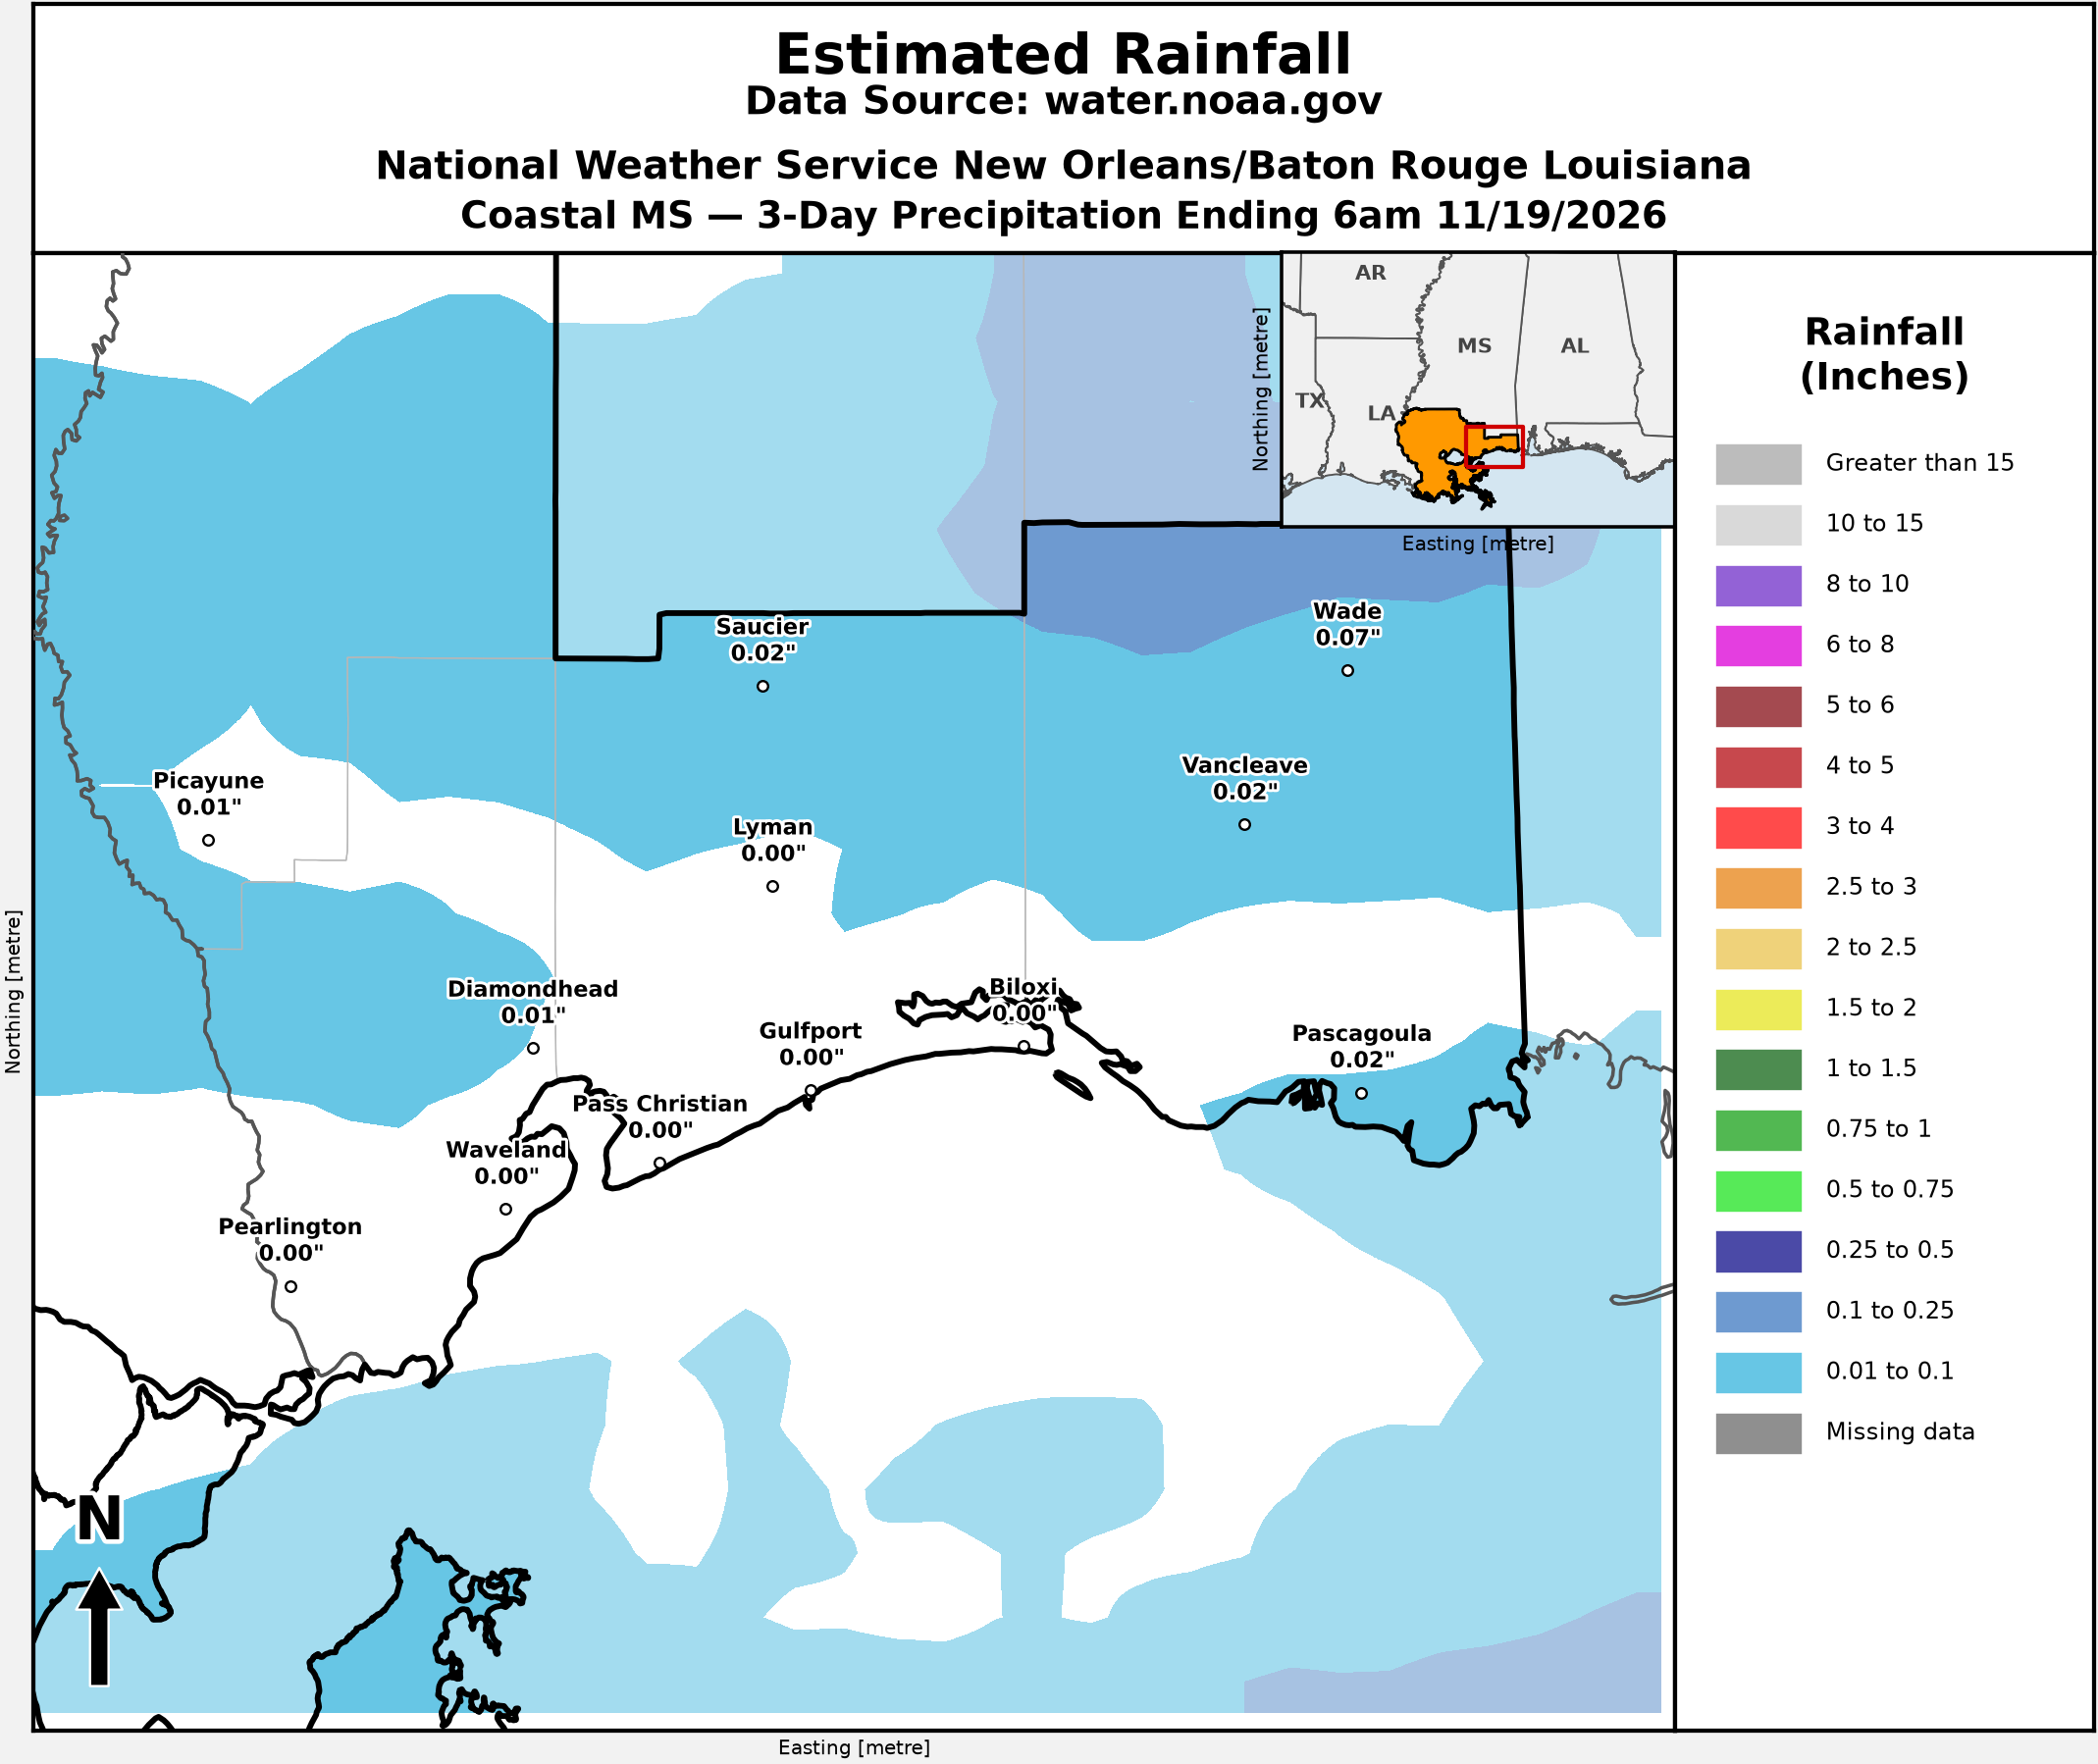 Estimated Rainfall
Data Source: water.noaa.gov
National Weather Service New Orleans/Baton Rouge Louisiana
Coastal MS — 3-Day Precipitation Ending 6am 11/19/2026
AR
MS
AL
TX
LA
Northing [metre]
Easting [metre]
Rainfall
(Inches)
Greater than 15
10 to 15
8 to 10
6 to 8
5 to 6
4 to 5
3 to 4
2.5 to 3
2 to 2.5
1.5 to 2
1 to 1.5
0.75 to 1
0.5 to 0.75
0.25 to 0.5
0.1 to 0.25
0.01 to 0.1
Missing data
Wade
0.07"
Saucier
0.02"
Vancleave
0.02"
Picayune
0.01"
Lyman
0.00"
Diamondhead
0.01"
Biloxi
0.00"
Gulfport
0.00"
Pascagoula
0.02"
Pass Christian
0.00"
Waveland
0.00"
Pearlington
0.00"
N
Northing [metre]
Easting [metre]